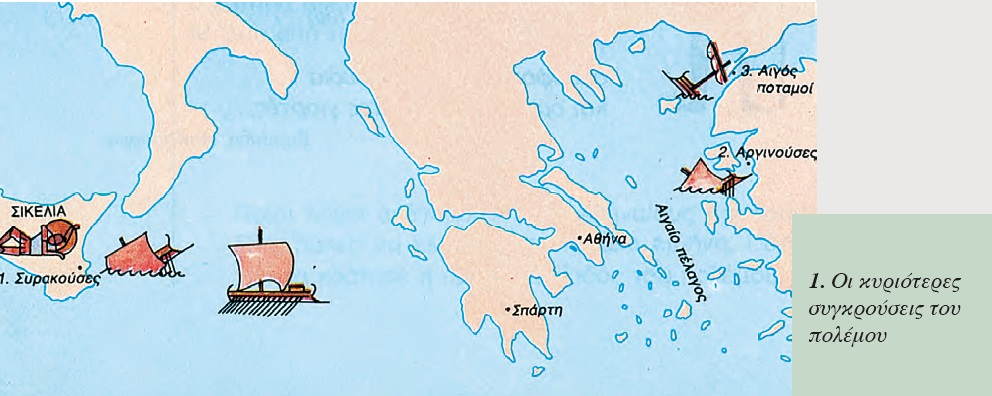 3. Αιγός
ποταμοί
2. Αργινούσες
ΣΙΚΕΛΙΑ
1. Συρακούσες
Αθήνα
Αιγαίο πέλαγος
Σπάρτη
1. Οι κυριότερες
συγκρούσεις του
πολέμου